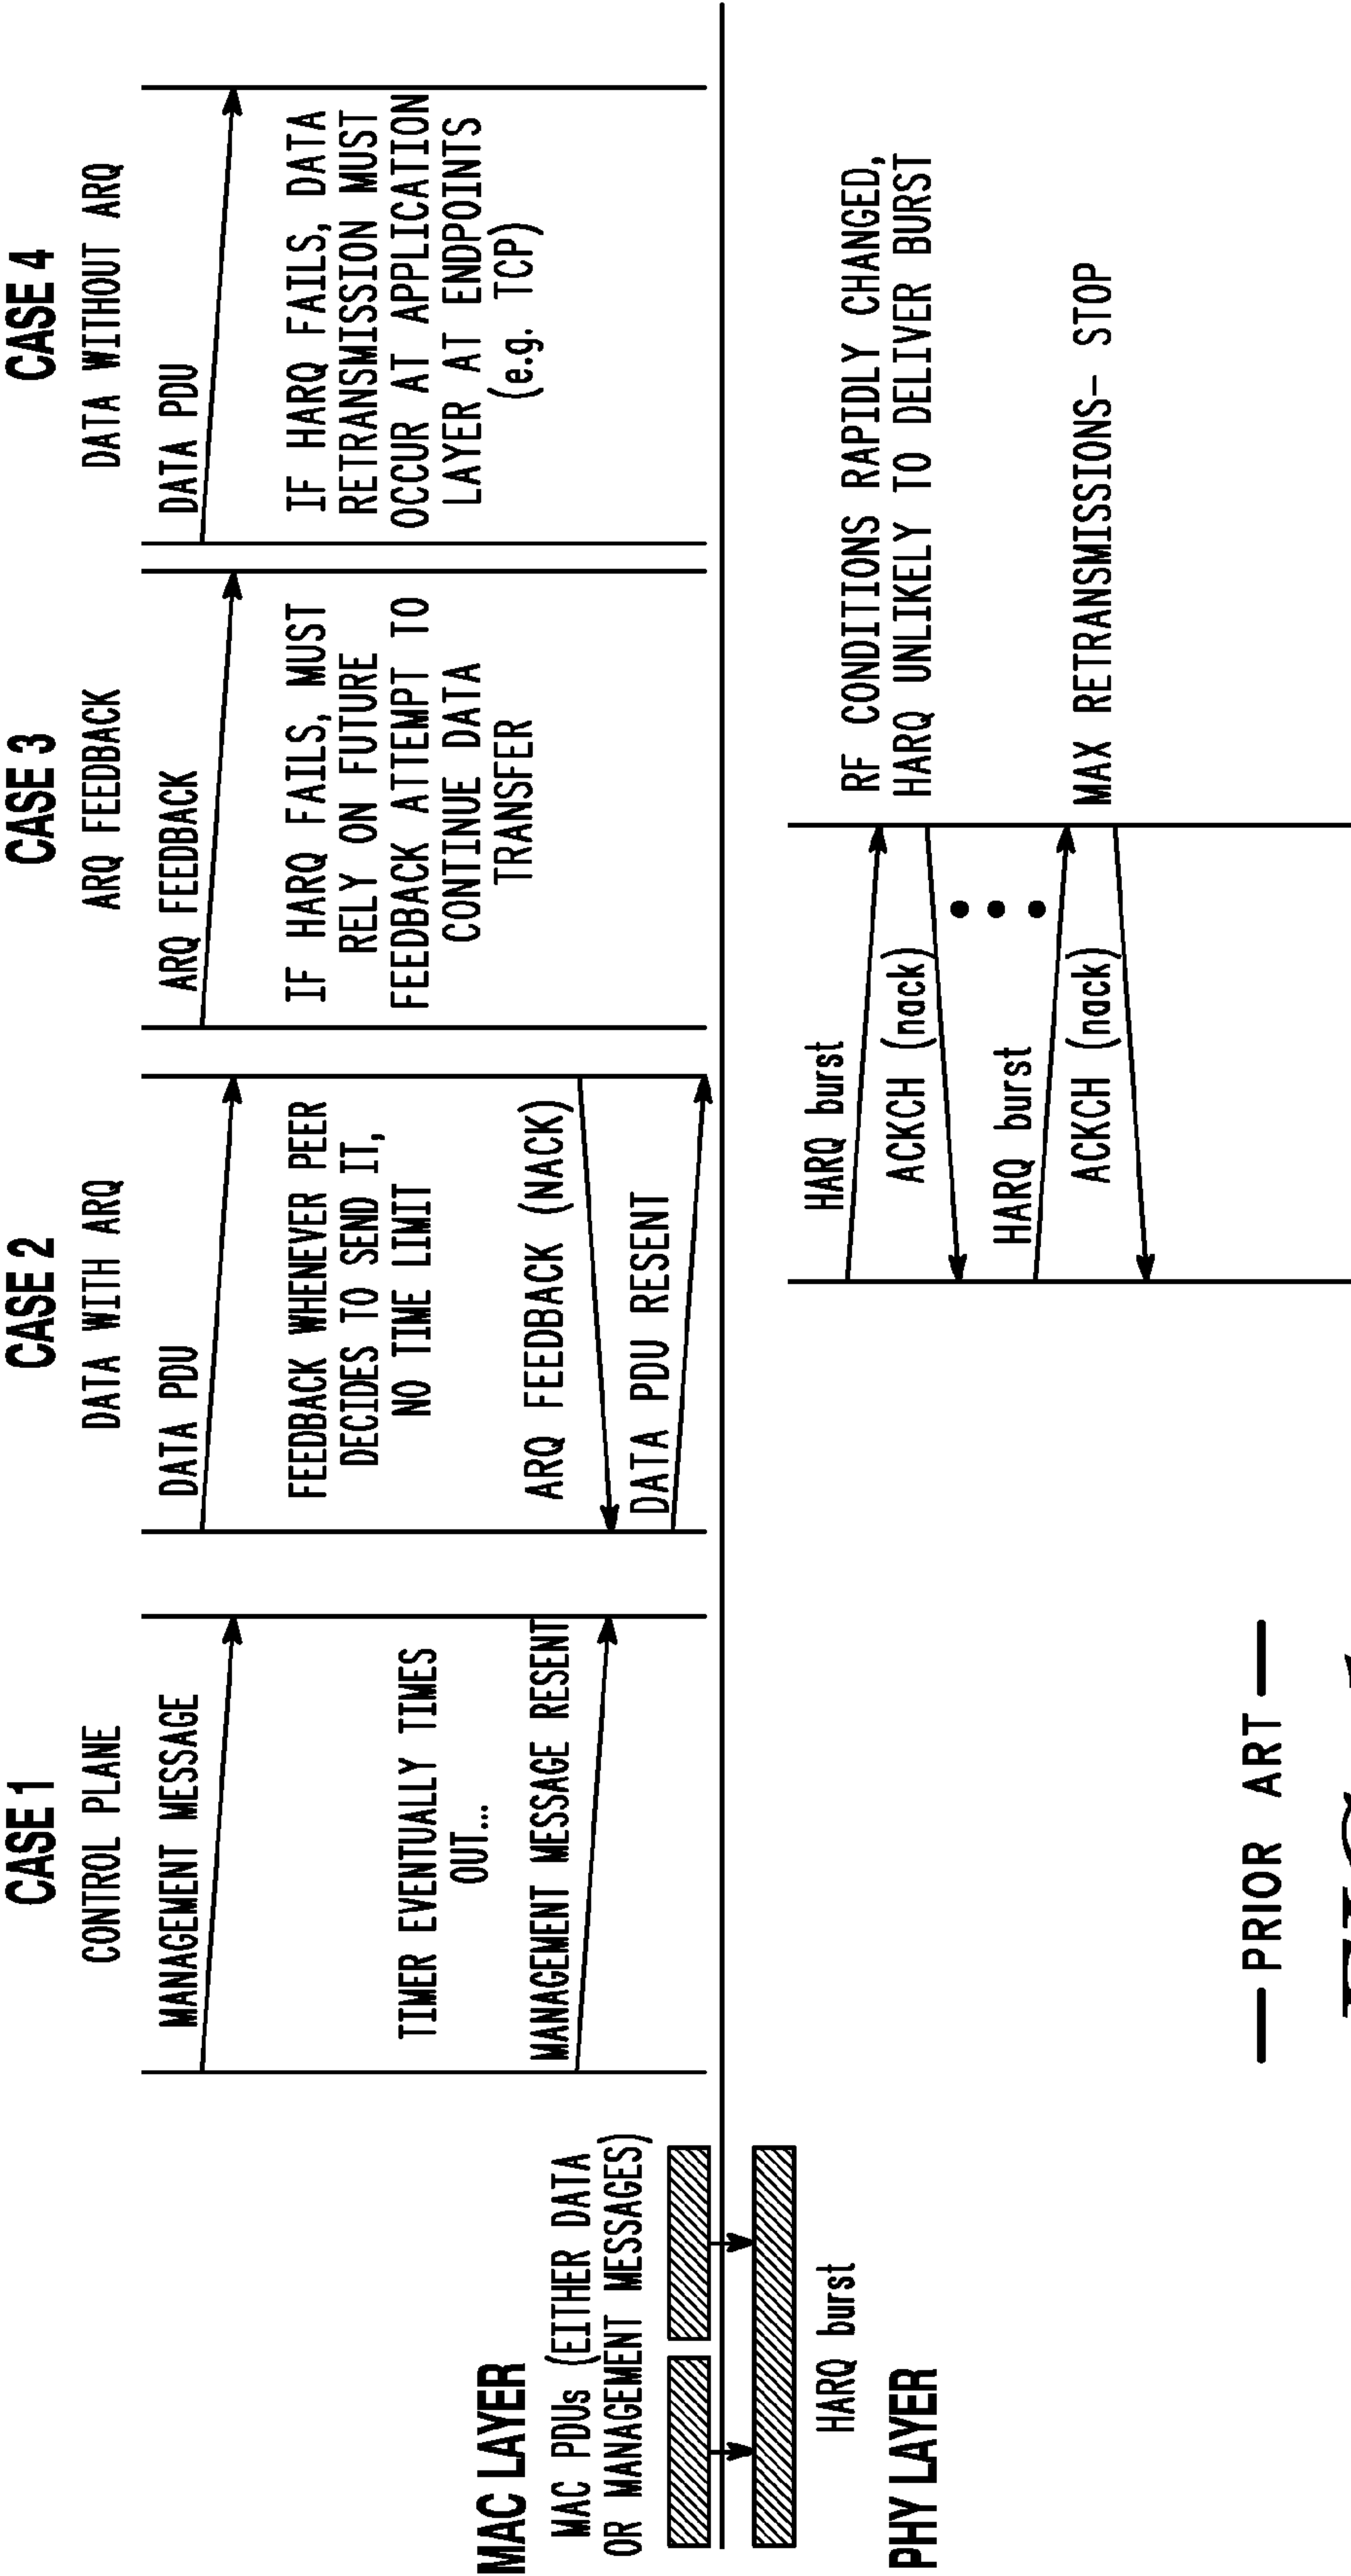 CASE 1
CONTROL PLANE
MANAGEMENT MESSAGE
TIMER EVENTUALLY TIMES
OUT...
MANAGEMENT MESSAGE RESENT
CASE 2
DATA WITH ARQ
DATA PDU
FEEDBACK WHENEVER PEER
DECIDES TO SEND IT,
NO TIME LIMIT
ARQ FEEDBACK (NACK)
DATA PDU RESENT
CASE 3
ARQ FEEDBACK
ARQ FEEDBACK
IF HARQ FAILS, MUST
RELY ON FUTURE
FEEDBACK ATTEMPT TO
CONTINUE DATA
TRANSFER
CASE 4
DATA WITHOUT ARQ
DATA PDU
IF HARQ FAILS, DATA
RETRANSMISSION MUST
OCCUR AT APPLICATION
LAYER AT ENDPOINTS
(e.g. TCP)
MAC LAYER
MAC PDUs (EITHER DATA
OR MANAGEMENT MESSAGES)
HARQ burst
PHY LAYER
HARQ burst
ACKCH (nack)
HARQ burst
ACKCH (nack)
RF CONDITIONS RAPIDLY CHANGED,
HARQ UNLIKELY TO DELIVER BURST
MAX RETRANSMISSIONS– STOP
— PRIOR ART —